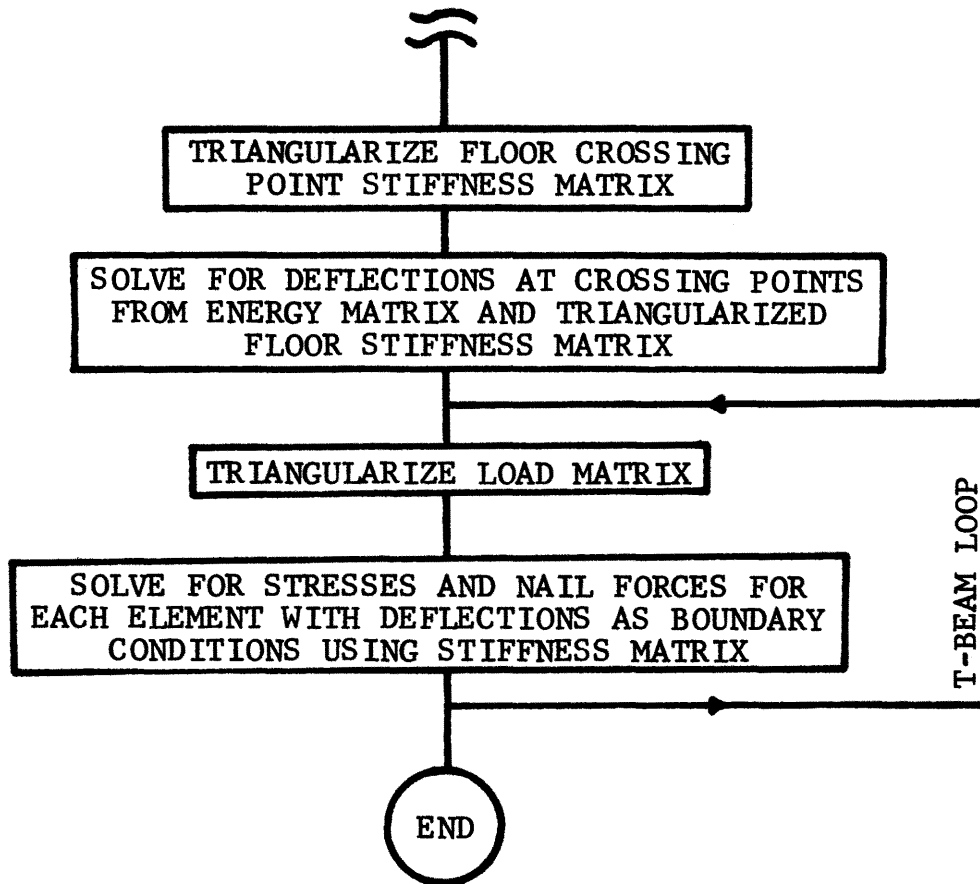 TRIANGULARIZE FLOOR CROSSING
POINT STIFFNESS MATRIX
SOLVE FOR DEFLECTIONS AT CROSSING POINTS
FROM ENERGY MATRIX AND TRIANGULARIZED
FLOOR STIFFNESS MATRIX
TRIANGULARIZE LOAD MATRIX
SOLVE FOR STRESSES AND NAIL FORCES FOR
EACH ELEMENT WITH DEFLECTIONS AS BOUNDARY
CONDITIONS USING STIFFNESS MATRIX
T-BEAM LOOP
END